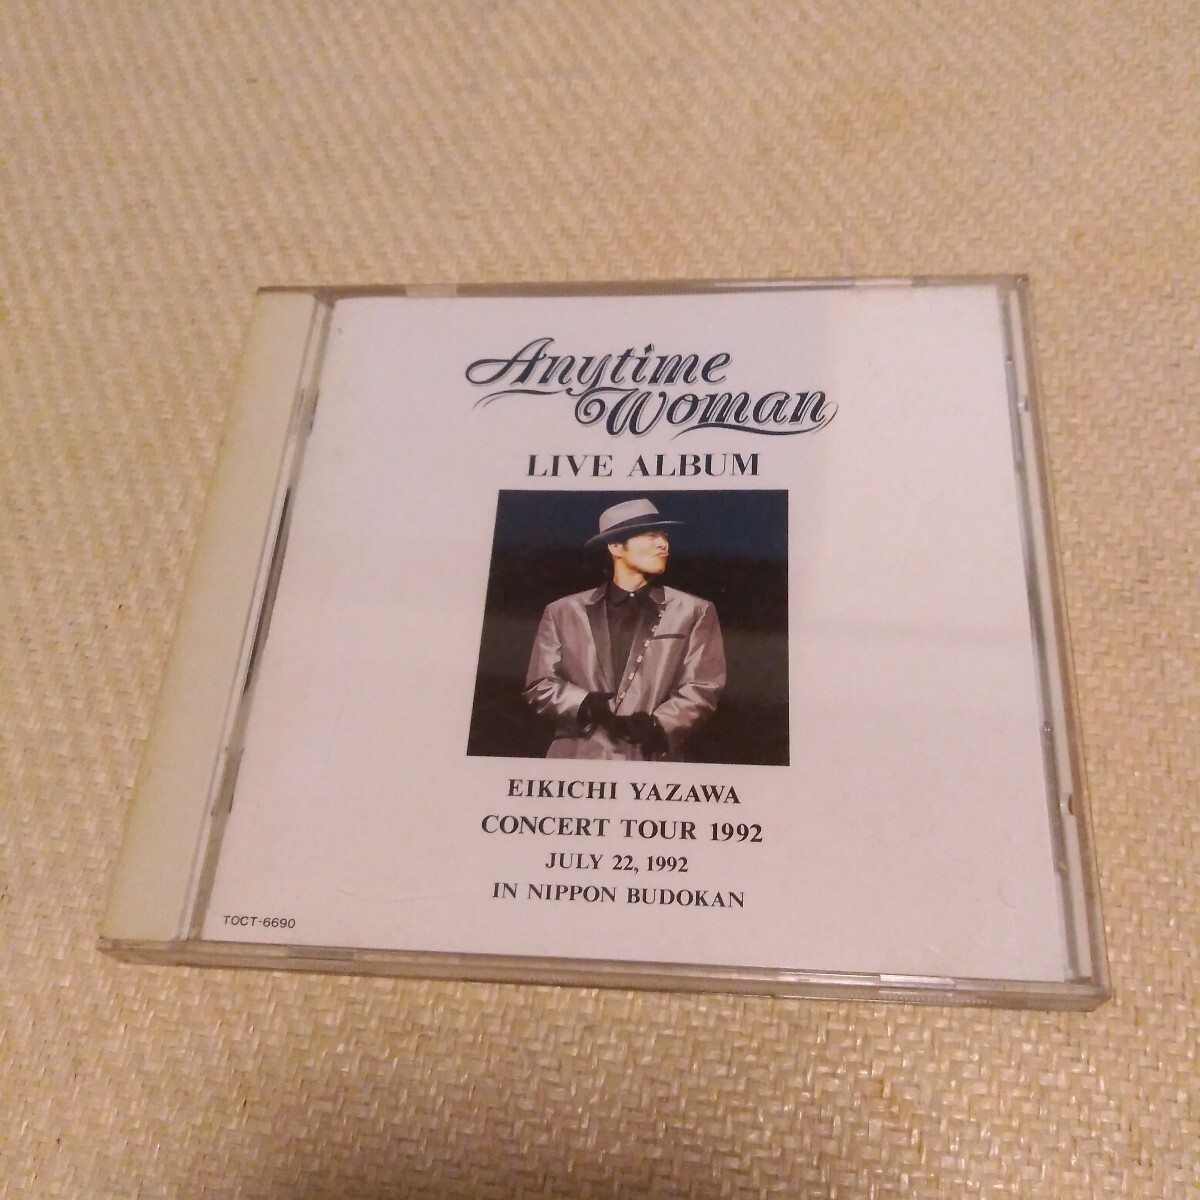 Anytime
Woman
LIVE ALBUM
EIKICHI YAZAWA
CONCERT TOUR 1992
JULY 22, 1992
IN NIPPON BUDOKAN
TOCT-6690